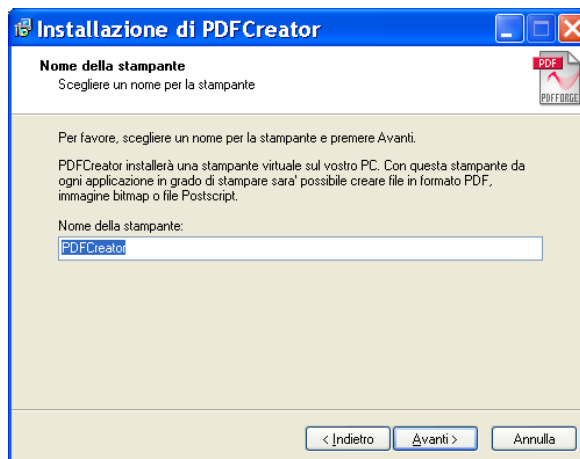 Installazione di PDFCreator
Nome della stampante
Scegliere un nome per la stampante
PDF
PDFFORGE
Per favore, scegliere un nome per la stampante e premere Avanti.
PDFCreator installerà una stampante virtuale sul vostro PC. Con questa stampante da
ogni applicazione in grado di stampare sara' possibile creare file in formato PDF,
immagine bitmap o file Postscript.
Nome della stampante:
PDFCreator
< Indietro
Avanti >
Annulla